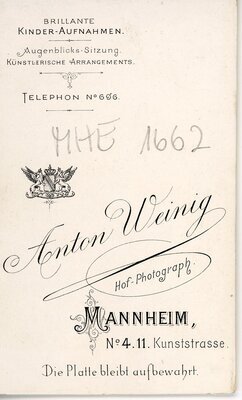 BRILLANTE
KINDER-AUFNAHMEN.
Augenblicks-Sitzung.
KÜNSTLERISCHE ARRANGEMENTS.
TELEPHON No 606.
MHE 1662
Anton Weinig
Hof-Photograph.
MANNHEIM,
No 4.11. Kunststrasse.
Die Platte bleibt aufbewahrt.